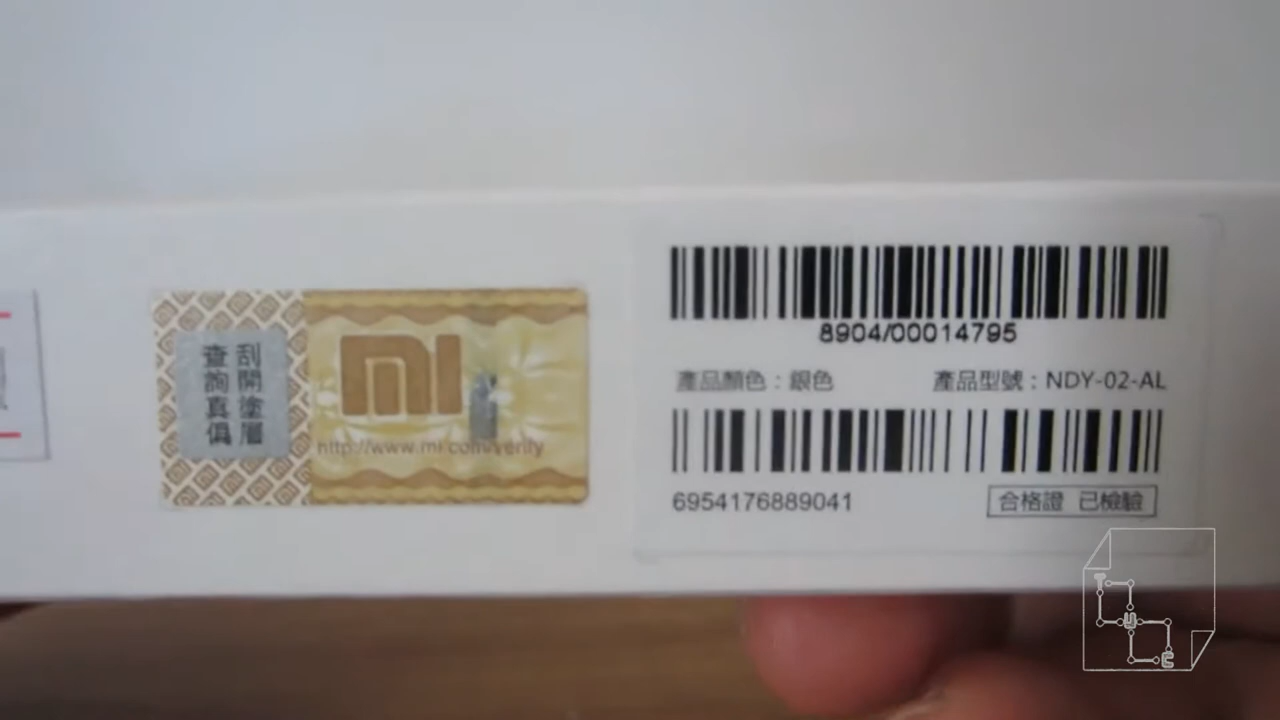 刮開塗層
查詢真偽
mi
http://www.mi.com/verify
8904/00014795
產品顏色：銀色
產品型號：NDY-02-AL
6954176889041
合格證 已檢驗
T
U
C